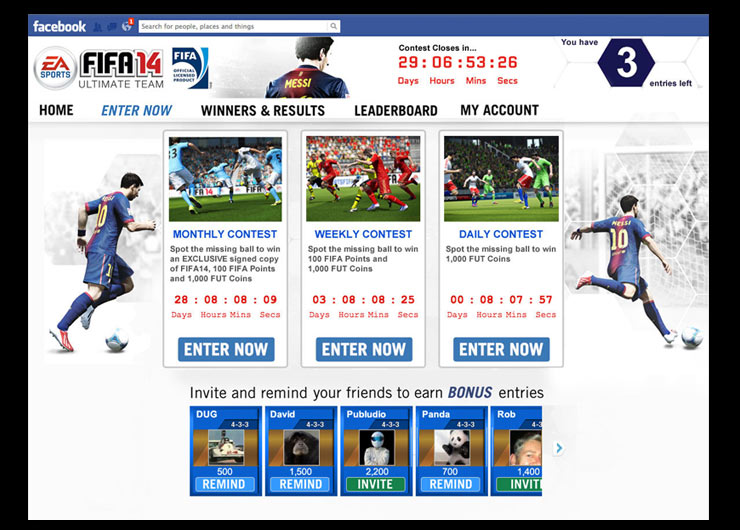 facebook
1
Search for people, places and things
EA
SPORTS
FIFA 14
ULTIMATE TEAM
FIFA
OFFICIAL
LICENSED
PRODUCT
MESSI
Contest Closes in...
29 : 06 : 53 : 26
Days Hours Mins Secs
You have
3
entries left
HOME
ENTER NOW
WINNERS & RESULTS
LEADERBOARD
MY ACCOUNT
MONTHLY CONTEST
Spot the missing ball to win
an EXCLUSIVE signed copy
of FIFA14, 100 FIFA Points
and 1,000 FUT Coins
28 : 08 : 08 : 09
Days Hours Mins Secs
ENTER NOW
WEEKLY CONTEST
Spot the missing ball to win
100 FIFA Points and
1,000 FUT Coins
03 : 08 : 08 : 25
Days Hours Mins Secs
ENTER NOW
DAILY CONTEST
Spot the missing ball to win
1,000 FUT Coins
00 : 08 : 07 : 57
Days Hours Mins Secs
ENTER NOW
MESSI
10
MESSI
10
Invite and remind your friends to earn BONUS entries
DUG
4-3-3
500
REMIND
David
4-3-3
1,500
REMIND
Publudio
4-3-3
2,200
INVITE
Panda
4-3-3
700
REMIND
Rob
4-3-3
1,400
INVIT